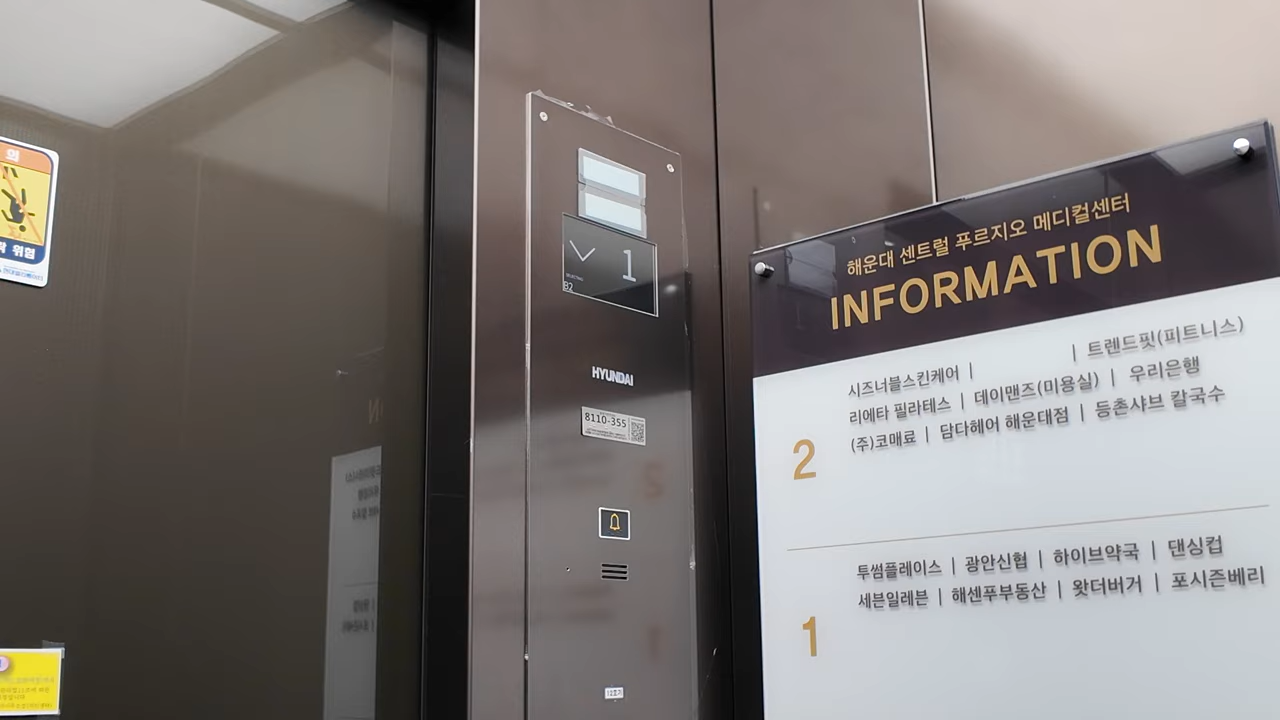 위험
1
B2
HYUNDAI
8110-355
해운대 센트럴 푸르지오 메디컬센터
INFORMATION
시즈너블스킨케어 | | 트렌드핏(피트니스)
리에타 필라테스 | 데이맨즈(미용실) | 우리은행
(주)코매료 | 담다헤어 해운대점 | 등촌샤브 칼국수
2
투썸플레이스 | 광안신협 | 하이브약국 | 댄싱컵
세븐일레븐 | 해센푸부동산 | 왓더버거 | 포시즌베리
1